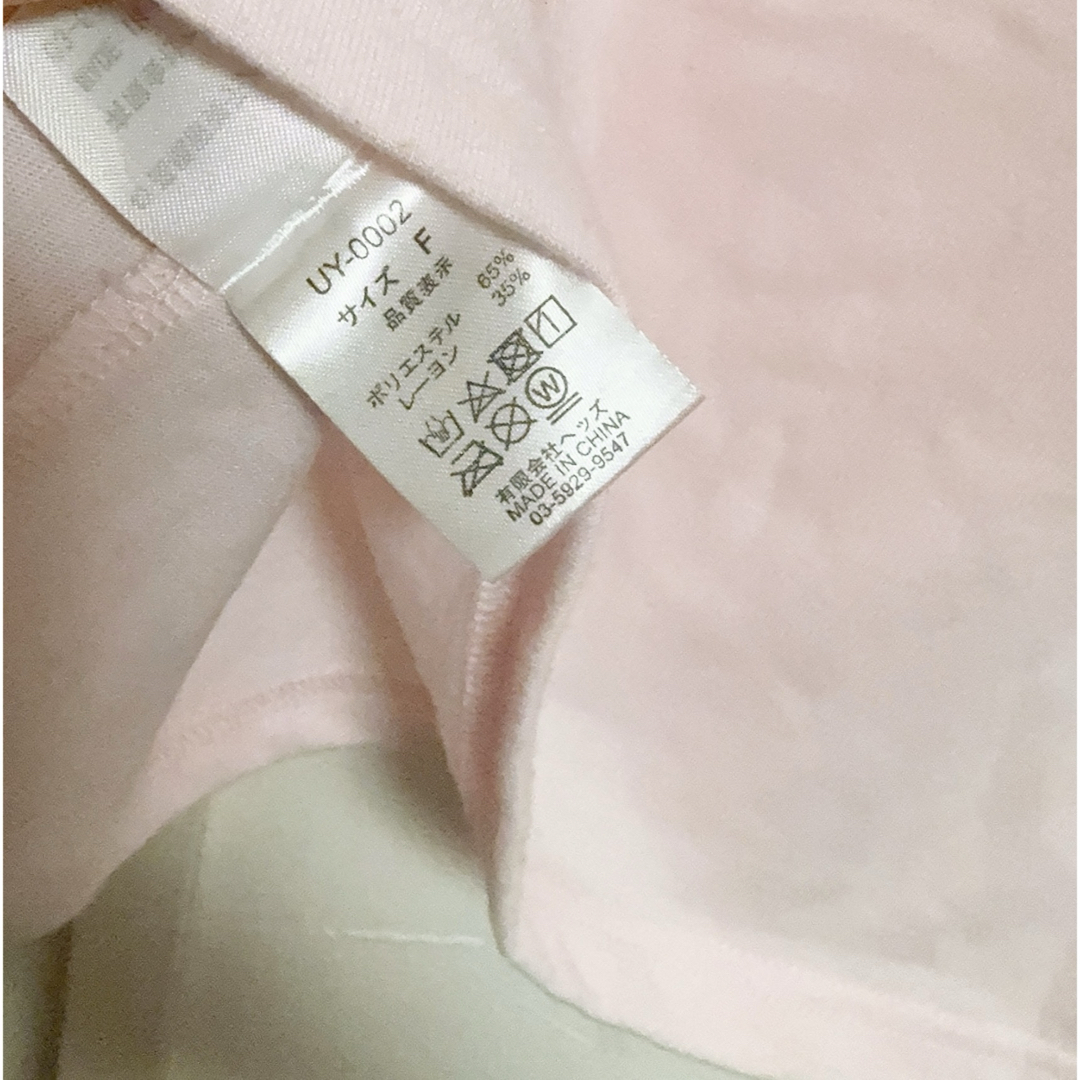 UY-0002
サイズ F
品質表示
ポリエステル 65%
レーヨン 35%
W
有限会社ヘッズ
MADE IN CHINA
03-5929-9547